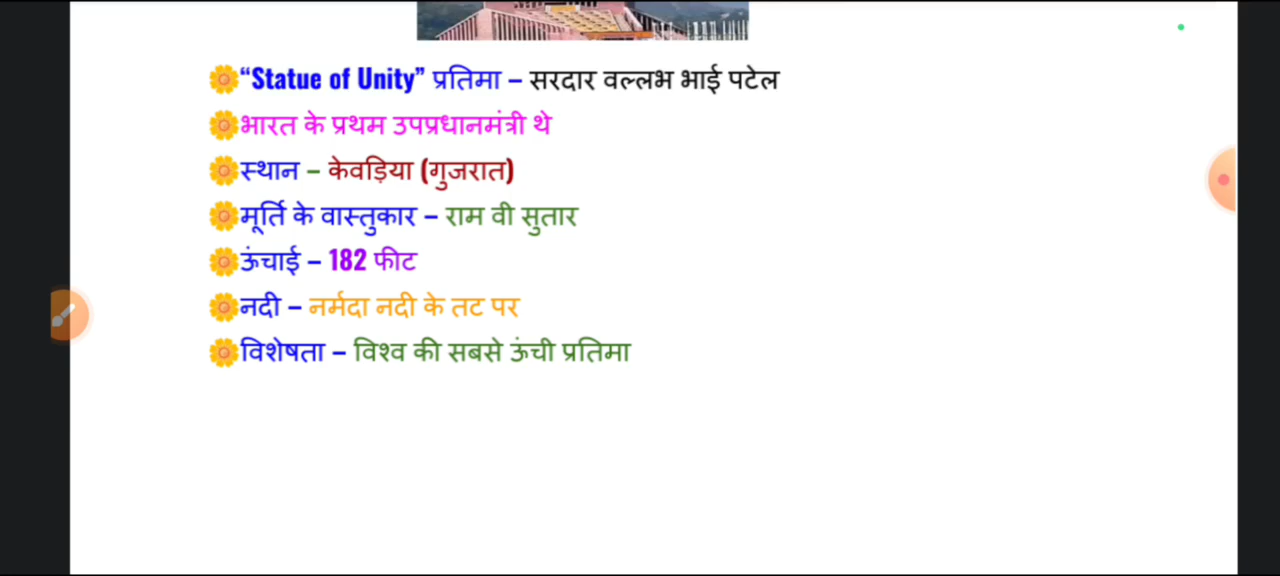 🌼“Statue of Unity” प्रतिमा – सरदार वल्लभ भाई पटेल
🌼भारत के प्रथम उपप्रधानमंत्री थे
🌼स्थान – केवड़िया (गुजरात)
🌼मूर्ति के वास्तुकार – राम वी सुतार
🌼ऊंचाई – 182 फीट
🌼नदी – नर्मदा नदी के तट पर
🌼विशेषता – विश्व की सबसे ऊंची प्रतिमा